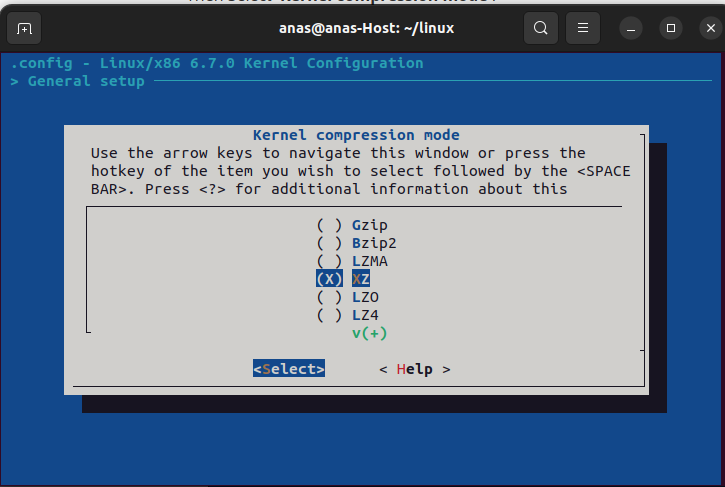 anas@anas-Host: ~/linux
.config - Linux/x86 6.7.0 Kernel Configuration
> General setup
Kernel compression mode
Use the arrow keys to navigate this window or press the
hotkey of the item you wish to select followed by the <SPACE
BAR>. Press <?> for additional information about this
( ) Gzip
( ) Bzip2
( ) LZMA
(X) XZ
( ) LZO
( ) LZ4
v(+)
<Select> < Help >